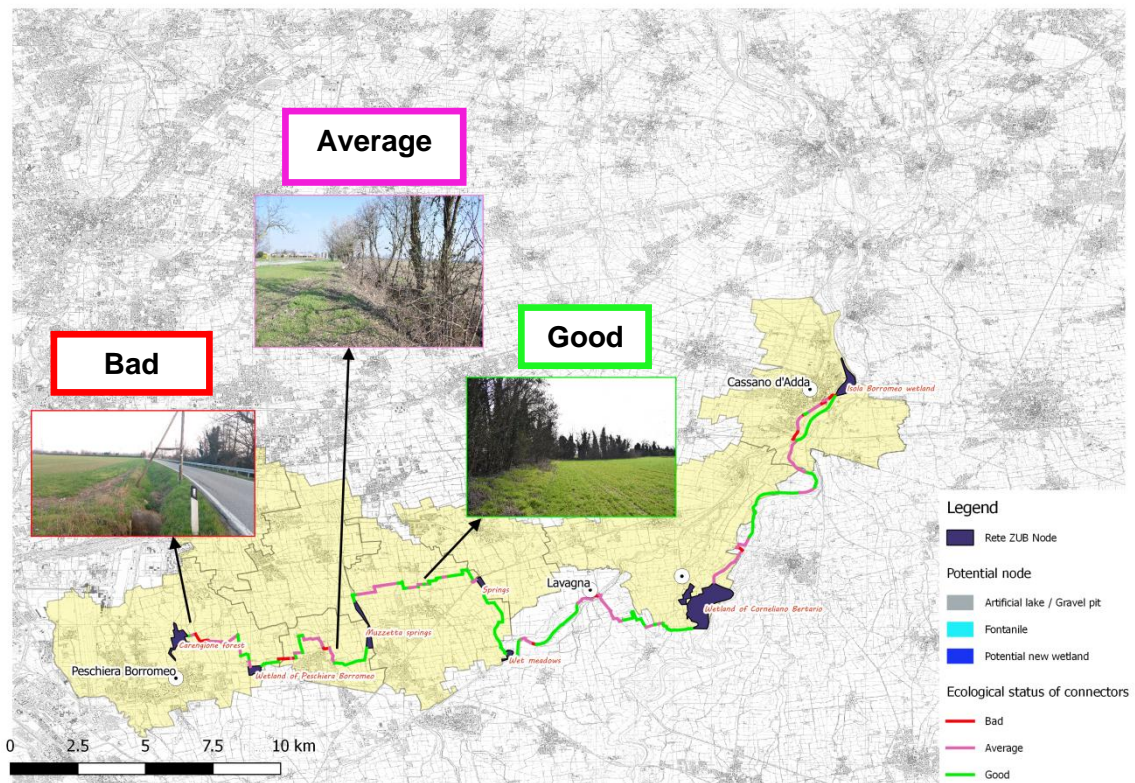 Average
Good
Bad
Cassano d'Adda
Isola Borromeo wetland
Lavagna
Springs
Wetland of Corneliano Bertario
Muzzetta springs
Carengione forest
Wet meadows
Peschiera Borromeo
Wetland of Peschiera Borromeo
0 2.5 5 7.5 10 km
Legend
Rete ZUB Node
Potential node
Artificial lake / Gravel pit
Fontanile
Potential new wetland
Ecological status of connectors
Bad
Average
Good